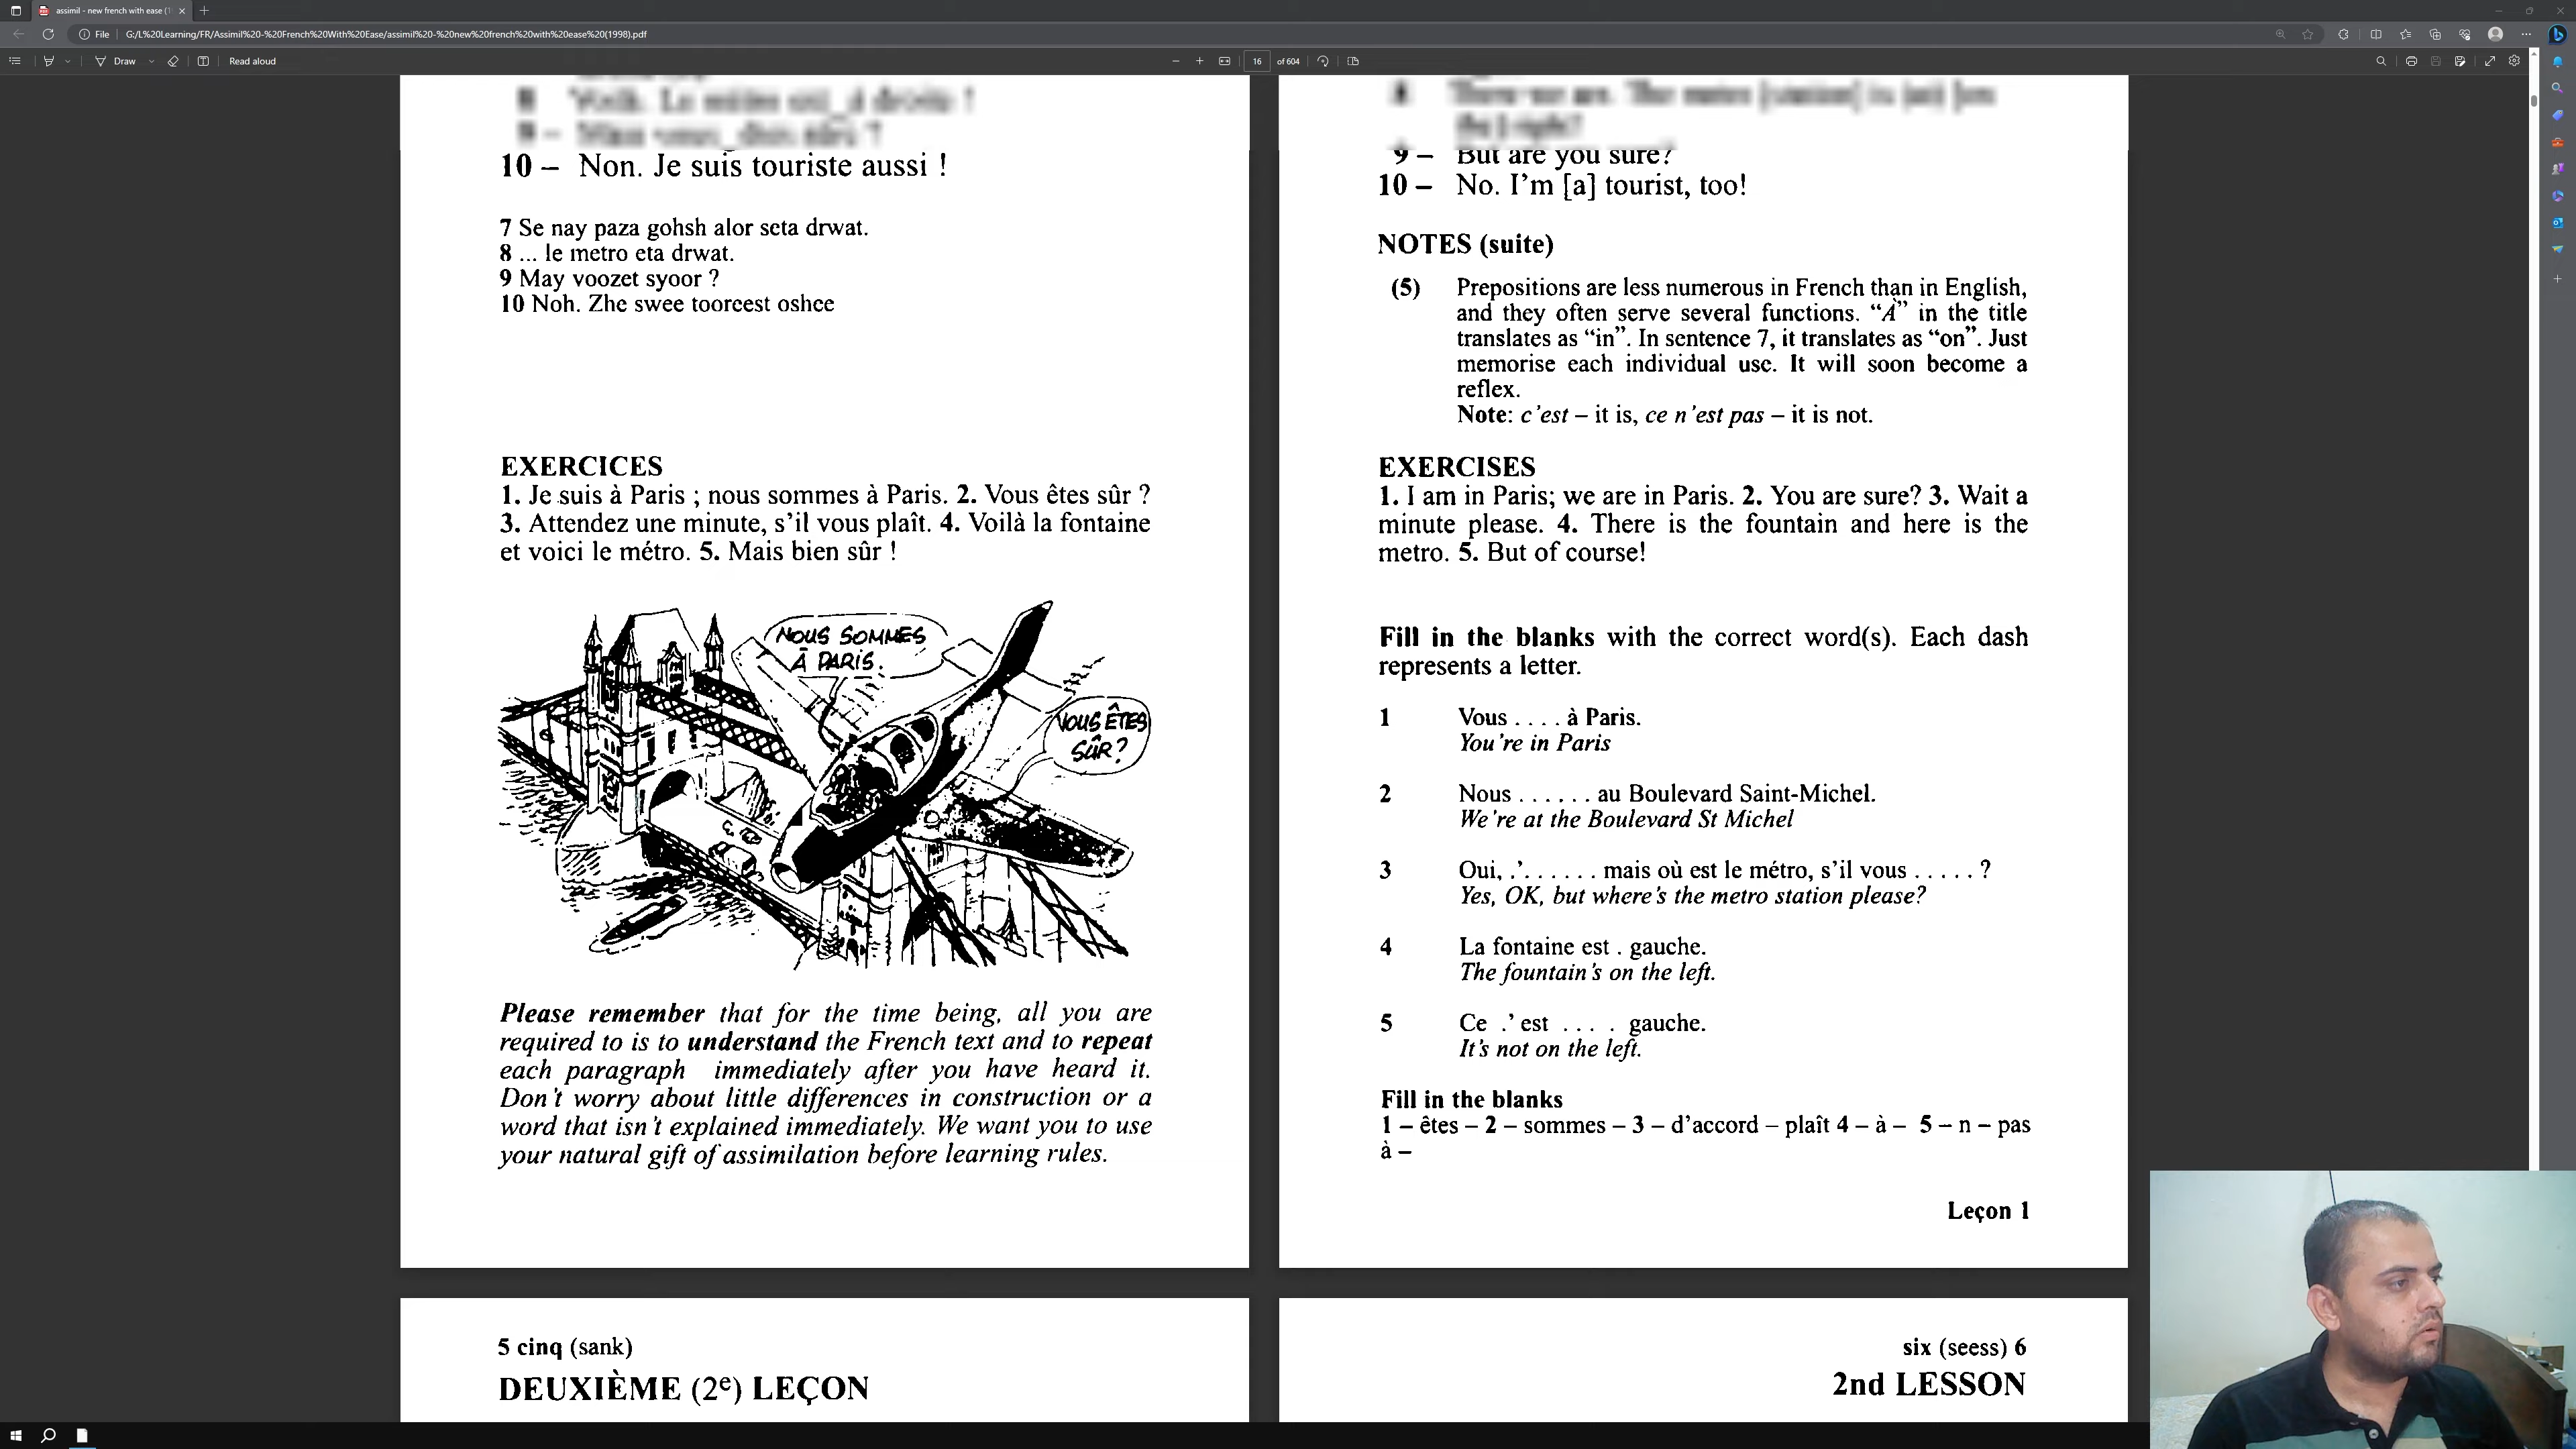 assimil - new french with ease (1
File G:/L%20Learning/FR/Assimil%20-%20French%20With%20Ease/assimil%20-%20new%20french%20with%20ease%20(1998).pdf
Draw Read aloud 16 of 604
10 – Non. Je suis touriste aussi !
7 Se nay paza gohsh alor seta drwat.
8 ... le metro eta drwat.
9 May voozet syoor ?
10 Noh. Zhe swee
EXERCICES
1. Je suis à Paris ; nous sommes à Paris. 2. Vous êtes sûr ?
3. Attendez une minute, s'il vous plaît. 4. Voilà la fontaine
et voici le métro. 5. Mais bien sûr !
NOUS SOMMES
À PARIS.
VOUS ÊTES
SÛR?
Please remember that for the time being, all you are
required to is to understand the French text and to repeat
each paragraph immediately after you have heard it.
Don't worry about little differences in construction or a
word that isn't explained immediately. We want you to use
your natural gift of assimilation before learning rules.
9 – But are you sure?
10 – No. I'm [a] tourist, too!
NOTES (suite)
(5) Prepositions are less numerous in French than in English,
and they often serve several functions. “À” in the title
translates as “in”. In sentence 7, it translates as “on”. Just
memorise each individual use. It will soon become a
reflex.
Note: c'est – it is, ce n'est pas – it is not.
EXERCISES
1. I am in Paris; we are in Paris. 2. You are sure? 3. Wait a
minute please. 4. There is the fountain and here is the
metro. 5. But of course!
Fill in the blanks with the correct word(s). Each dash
represents a letter.
1 Vous . . . . à Paris.
You're in Paris
2 Nous . . . . . . au Boulevard Saint-Michel.
We're at the Boulevard St Michel
3 Oui, .'. . . . . . mais où est le métro, s'il vous . . . . . ?
Yes, OK, but where's the metro station please?
4 La fontaine est . gauche.
The fountain's on the left.
5 Ce .' est . . . . gauche.
It's not on the left.
Fill in the blanks
1 – êtes – 2 – sommes – 3 – d'accord – plaît 4 – à – 5 – n – pas
à –
Leçon 1
5 cinq (sank)
DEUXIÈME (2e) LEÇON
six (seess) 6
2nd LESSON